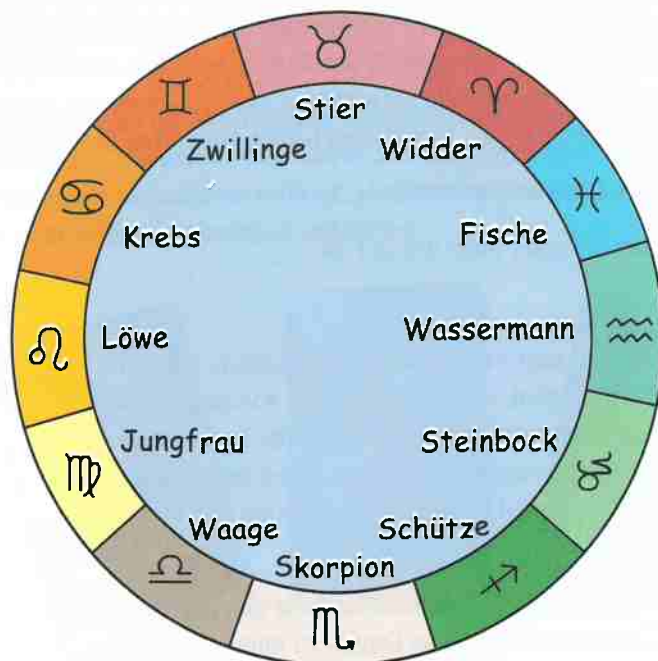 Stier
Zwillinge
Widder
Krebs
Fische
Löwe
Wassermann
Jungfrau
Steinbock
Waage
Schütze
Skorpion